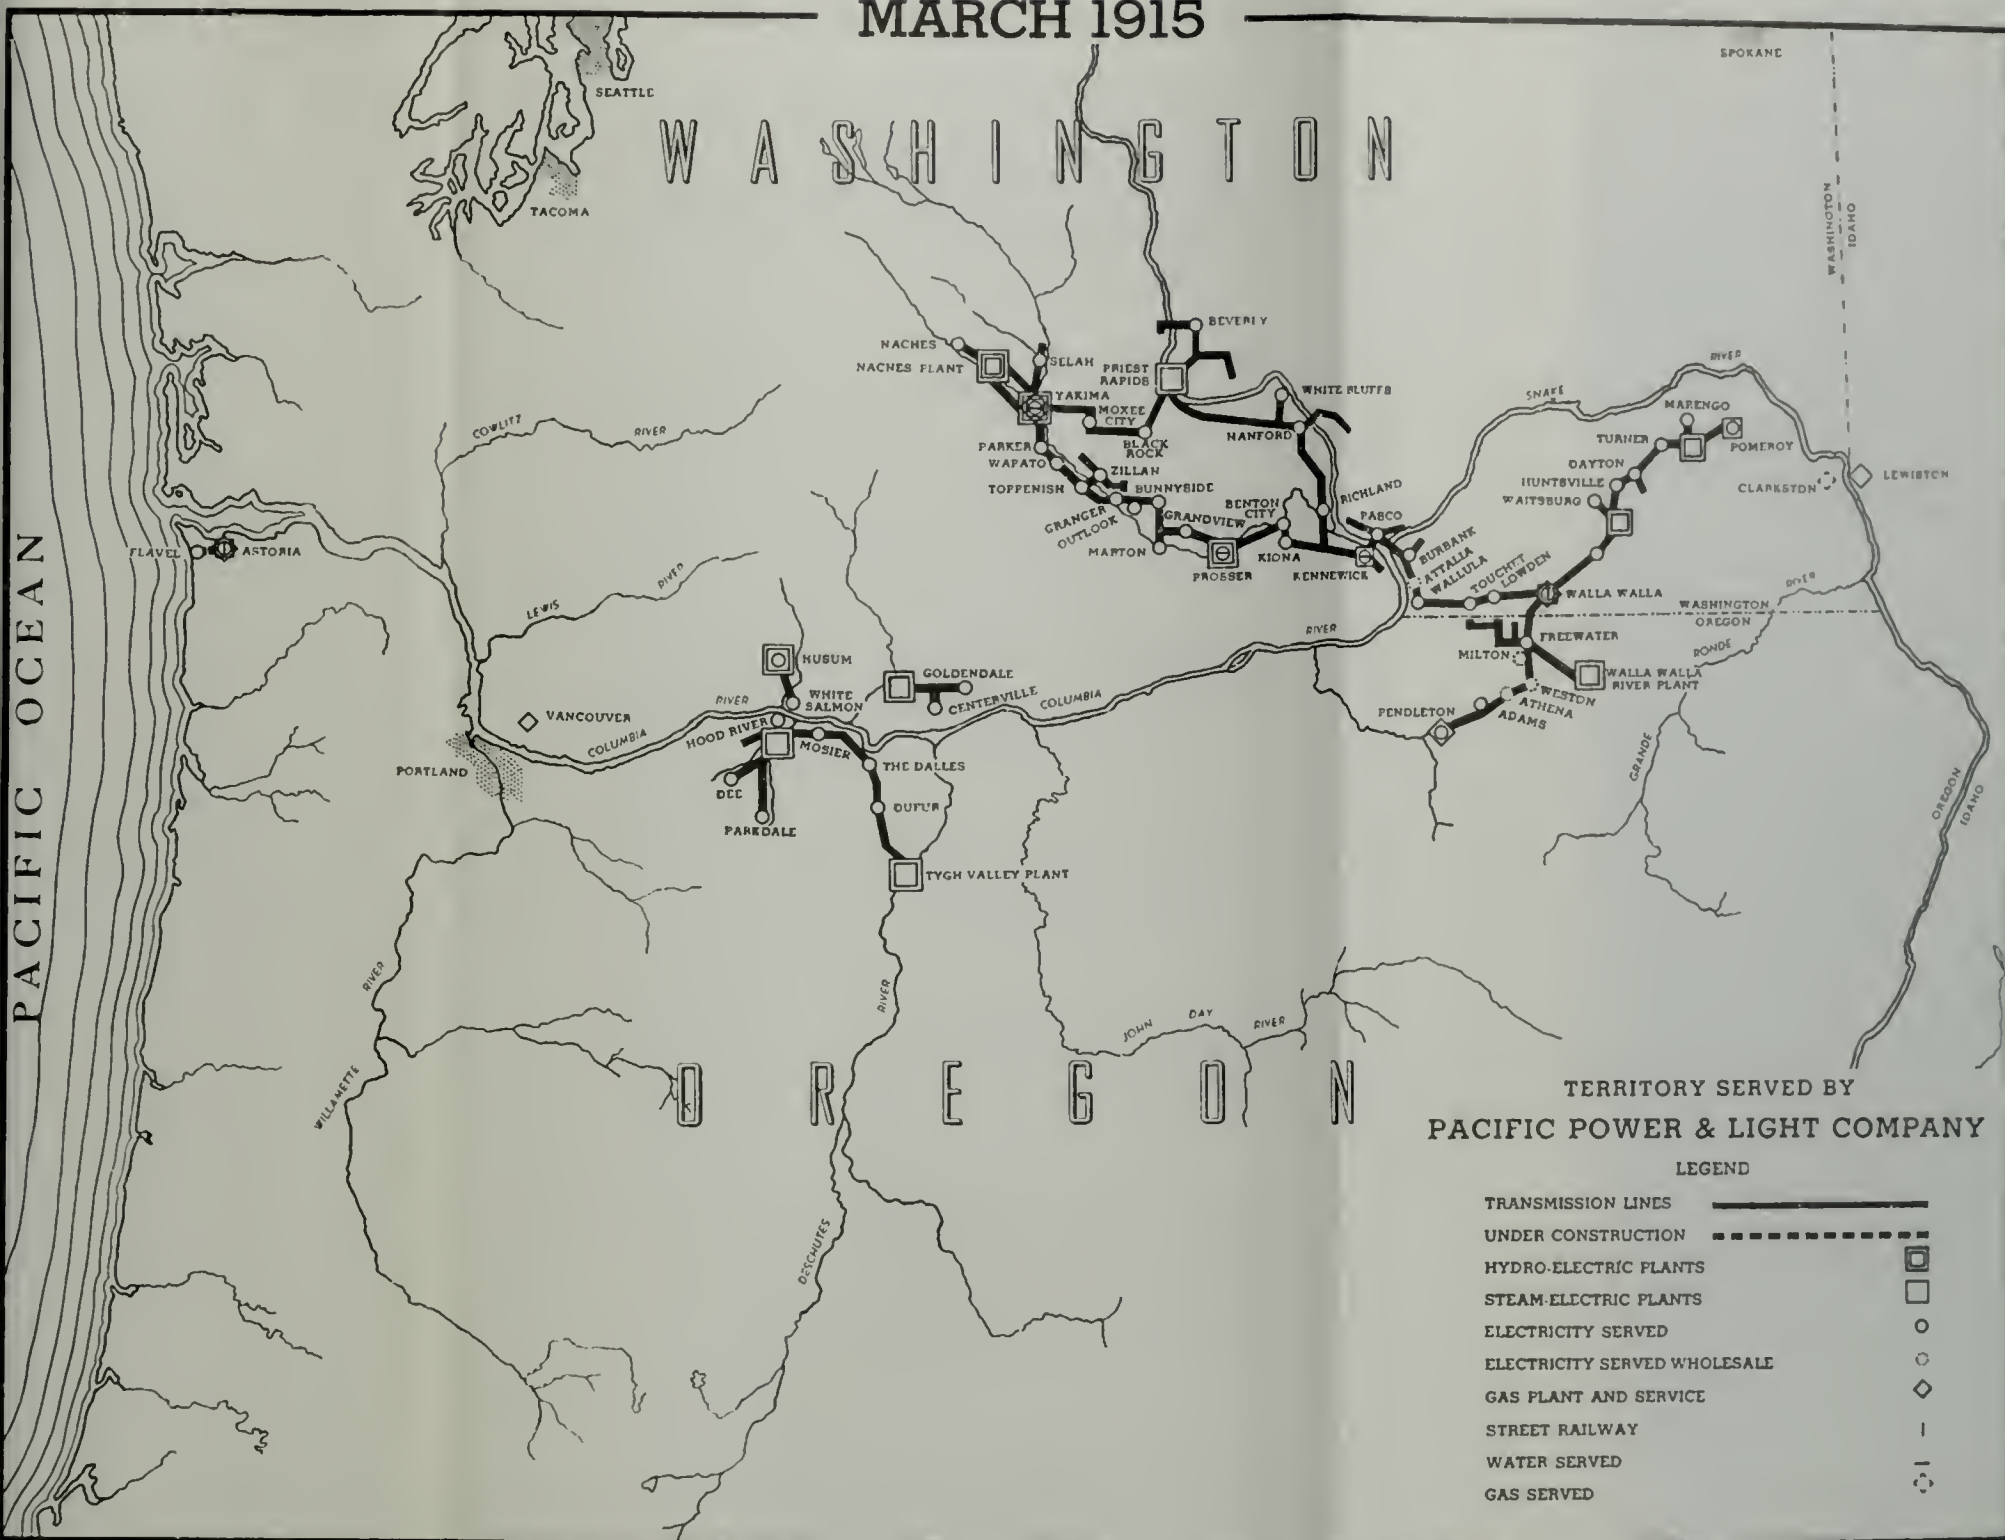 MARCH 1915
SPOKANE
SEATTLE
WASHINGTON
TACOMA
WASHINGTON
IDAHO
BEVERLY
NACHES
NACHES PLANT
SELAH
PRIEST
RAPIDS
YAKIMA
MOXEE
CITY
WHITE BLUFFS
HANFORD
BLACK
ROCK
PARKER
WAPATO
ZILLAH
TOPPENISH
SUNNYSIDE
GRANGER
OUTLOOK
GRANDVIEW
MABTON
PROSSER
BENTON
CITY
KIONA
RICHLAND
KENNEWICK
PASCO
BURBANK
ATTALIA
WALLULA
TOUCHET
LOWDEN
WALLA WALLA
SNAKE
RIVER
MARENGO
TURNER
POMEROY
DAYTON
HUNTSVILLE
WAITSBURG
CLARKSTON
LEWISTON
COWLITZ
RIVER
FLAVEL
ASTORIA
PACIFIC OCEAN
LEWIS
RIVER
WASHINGTON
OREGON
RIVER
RONDE
GRANDE
FREEWATER
MILTON
WALLA WALLA
RIVER PLANT
WESTON
ATHENA
ADAMS
PENDLETON
HUSUM
WHITE
SALMON
GOLDENDALE
CENTERVILLE
COLUMBIA
RIVER
VANCOUVER
COLUMBIA
RIVER
HOOD RIVER
MOSIER
PORTLAND
THE DALLES
DEE
DUFUR
PARKDALE
TYGH VALLEY PLANT
OREGON
IDAHO
RIVER
WILLAMETTE
RIVER
DESCHUTES
JOHN
DAY
RIVER
OREGON
TERRITORY SERVED BY
PACIFIC POWER & LIGHT COMPANY
LEGEND
TRANSMISSION LINES
UNDER CONSTRUCTION
HYDRO-ELECTRIC PLANTS
STEAM-ELECTRIC PLANTS
ELECTRICITY SERVED
ELECTRICITY SERVED WHOLESALE
GAS PLANT AND SERVICE
STREET RAILWAY
WATER SERVED
GAS SERVED